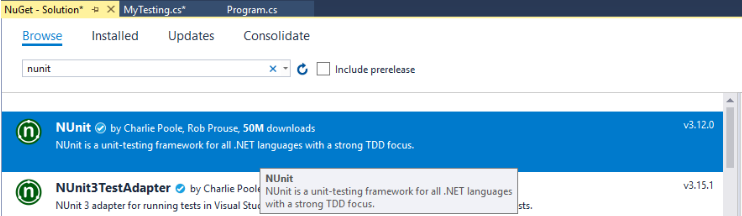 NuGet - Solution* MyTesting.cs* Program.cs
Browse Installed Updates Consolidate
nunit Include prerelease
NUnit by Charlie Poole, Rob Prouse, 50M downloads v3.12.0
NUnit is a unit-testing framework for all .NET languages with a strong TDD focus.
NUnit
NUnit is a unit-testing framework for all .NET languages
with a strong TDD focus.
NUnit3TestAdapter by Charlie Poole v3.15.1
NUnit 3 adapter for running tests in Visual Stud sts.